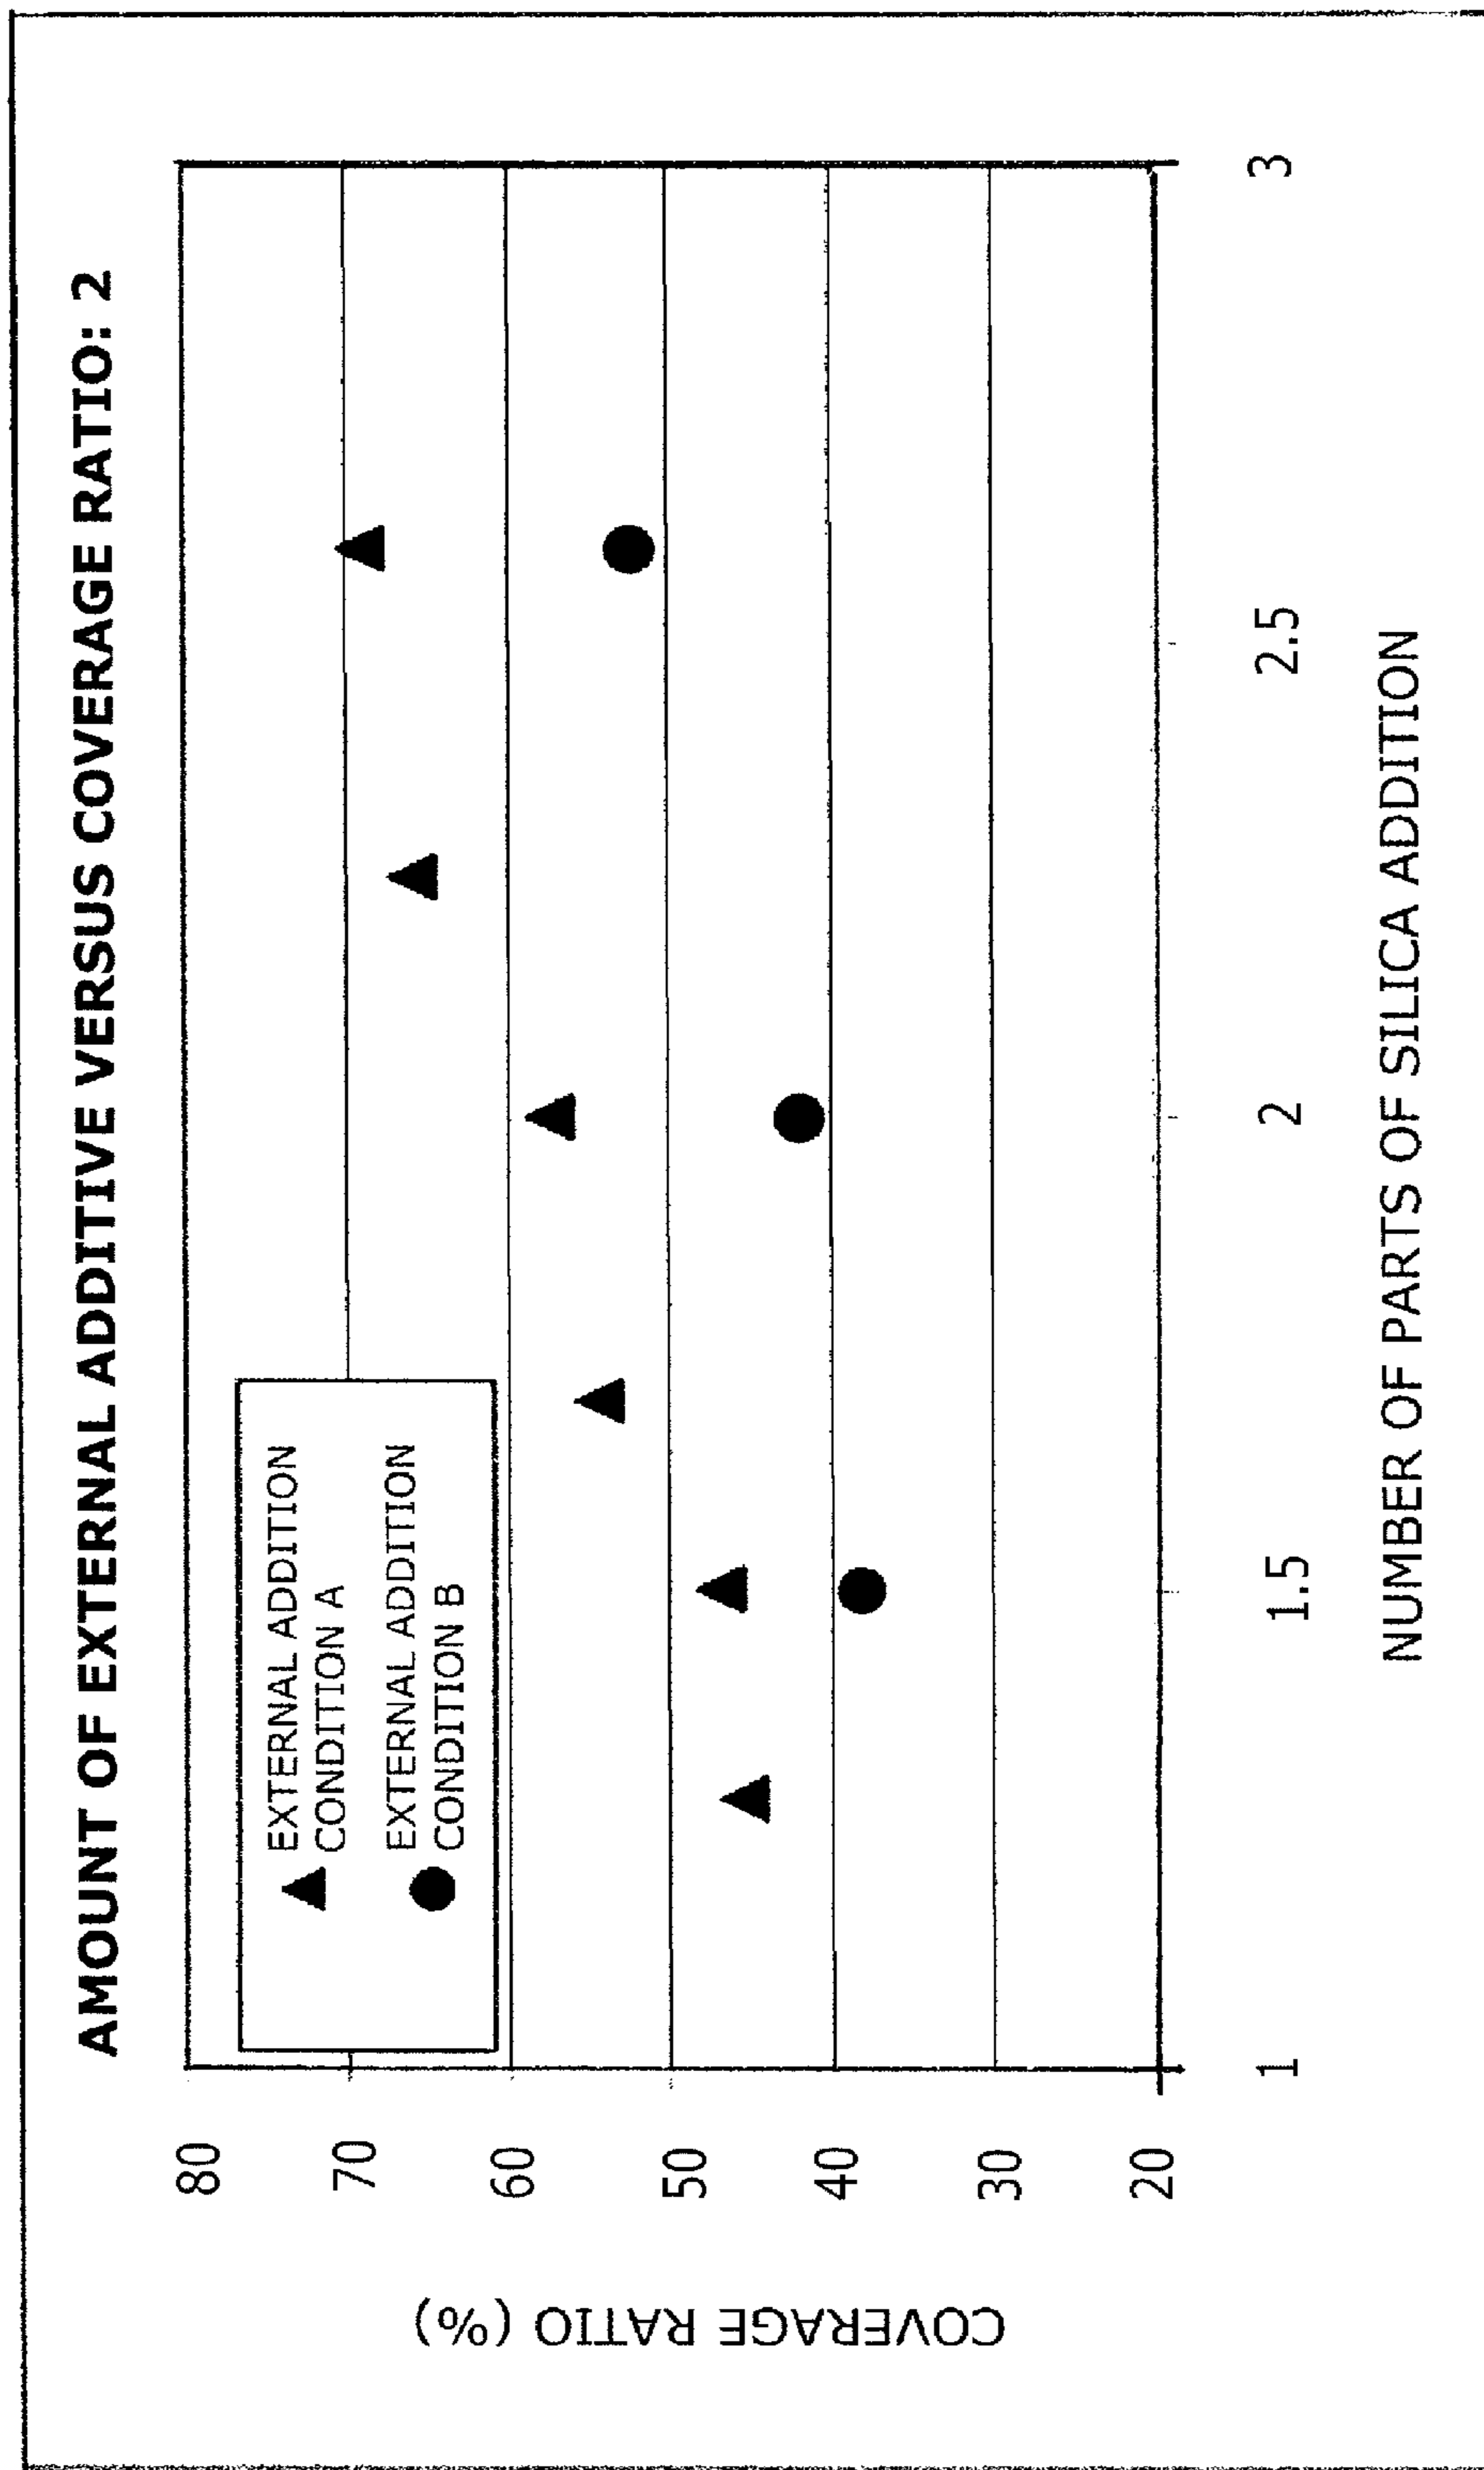 AMOUNT OF EXTERNAL ADDITIVE VERSUS COVERAGE RATIO: 2
EXTERNAL ADDITION
CONDITION A
EXTERNAL ADDITION
CONDITION B
COVERAGE RATIO (%)
80
70
60
50
40
30
20
1
1.5
2
2.5
3
NUMBER OF PARTS OF SILICA ADDITION